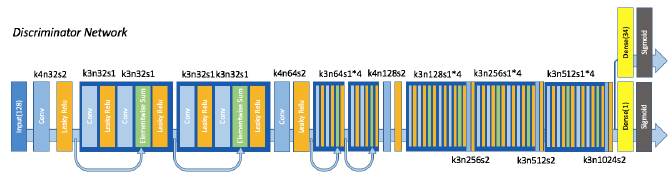 Discriminator Network
k4n32s2
k3n32s1
k3n32s1
k3n32s1
k3n32s1
k4n64s2
k3n64s1*4
k4n128s2
k3n128s1*4
k3n256s1*4
k3n512s1*4
Input(128)
Conv
Leaky Relu
Conv
Leaky Relu
Conv
Elementwise Sum
Leaky Relu
Conv
Leaky Relu
Conv
Elementwise Sum
Leaky Relu
Conv
Leaky Relu
Dense(34)
Sigmoid
Dense(1)
Sigmoid
k3n256s2
k3n512s2
k3n1024s2